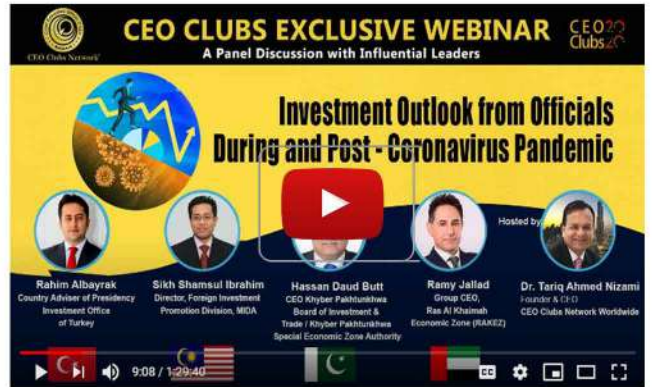 CEO CLUBS EXCLUSIVE WEBINAR
A Panel Discussion with Influential Leaders
CEO Clubs Network
CEO
Clubs
Investment Outlook from Officials
During and Post - Coronavirus Pandemic
Hosted by
Rahim Albayrak
Country Adviser of Presidency
Investment Office
of Turkey
Sikh Shamsul Ibrahim
Director, Foreign Investment
Promotion Division, MIDA
Hassan Daud Butt
CEO Khyber Pakhtunkhwa
Board of Investment &
Trade / Khyber Pakhtunkhwa
Special Economic Zone Authority
Ramy Jallad
Group CEO,
Ras Al Khaimah
Economic Zone (RAKEZ)
Dr. Tariq Ahmed Nizami
Founder & CEO
CEO Clubs Network Worldwide
9:08 / 1:29:40
CC